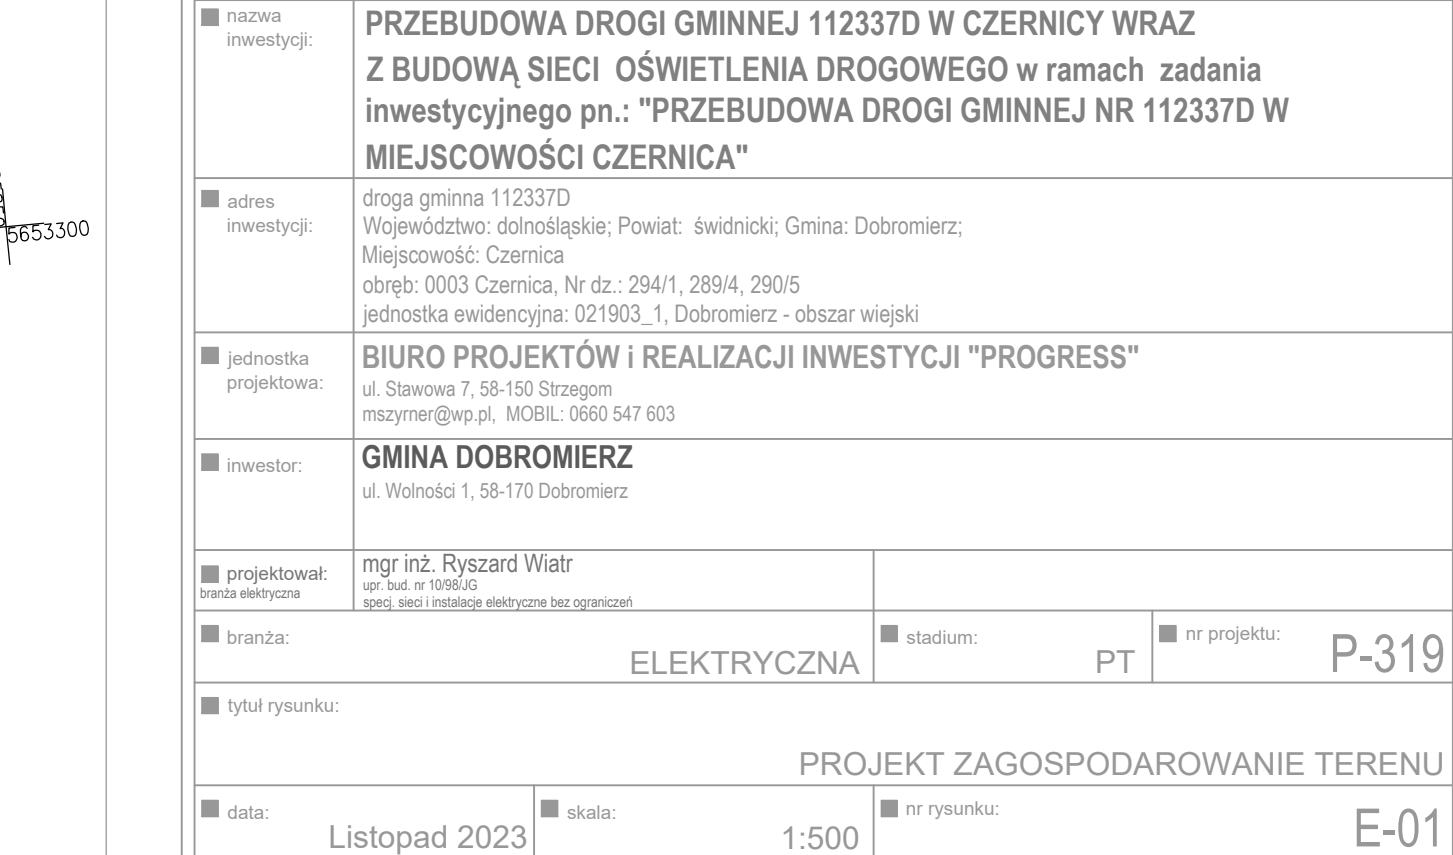 nazwa
inwestycji:
PRZEBUDOWA DROGI GMINNEJ 112337D W CZERNICY WRAZ
Z BUDOWĄ SIECI OŚWIETLENIA DROGOWEGO w ramach zadania
inwestycyjnego pn.: "PRZEBUDOWA DROGI GMINNEJ NR 112337D W
MIEJSCOWOŚCI CZERNICA"
5653300
adres
inwestycji:
droga gminna 112337D
Województwo: dolnośląskie; Powiat: świdnicki; Gmina: Dobromierz;
Miejscowość: Czernica
obręb: 0003 Czernica, Nr dz.: 294/1, 289/4, 290/5
jednostka ewidencyjna: 021903_1, Dobromierz - obszar wiejski
jednostka
projektowa:
BIURO PROJEKTÓW i REALIZACJI INWESTYCJI "PROGRESS"
ul. Stawowa 7, 58-150 Strzegom
mszyrner@wp.pl, MOBIL: 0660 547 603
inwestor:
GMINA DOBROMIERZ
ul. Wolności 1, 58-170 Dobromierz
projektował:
branża elektryczna
mgr inż. Ryszard Wiatr
upr. bud. nr 10/98/JG
specj. sieci i instalacje elektryczne bez ograniczeń
branża:
ELEKTRYCZNA
stadium:
PT
nr projektu:
P-319
tytuł rysunku:
PROJEKT ZAGOSPODAROWANIE TERENU
data:
Listopad 2023
skala:
1:500
nr rysunku:
E-01